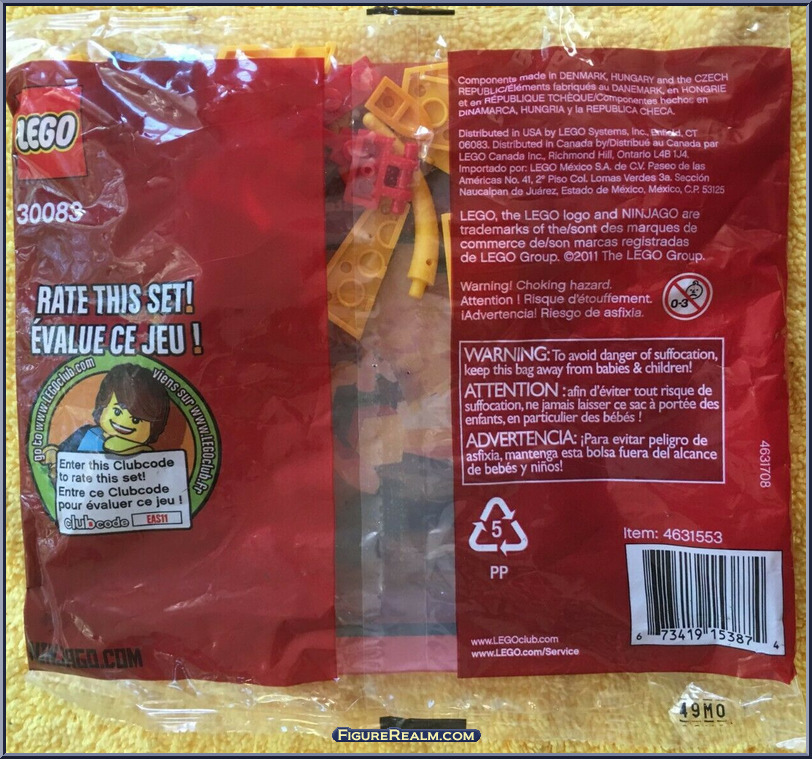 LEGO
30083
RATE THIS SET!
ÉVALUE CE JEU !
go to www.LEGOclub.com
viens sur www.LEGOclub.fr
Enter this Clubcode
to rate this set!
Entre ce Clubcode
pour évaluer ce jeu !
clubcode EAS11
AGO.COM
Components made in DENMARK, HUNGARY and the CZECH
REPUBLIC/Éléments fabriqués au DANEMARK, en HONGRIE
et en RÉPUBLIQUE TCHÈQUE/Componentes hechos en
DINAMARCA, HUNGRIA y la REPUBLICA CHECA.
Distributed in USA by LEGO Systems, Inc., Enfield, CT
06083. Distributed in Canada by/Distribué au Canada par
LEGO Canada Inc., Richmond Hill, Ontario L4B 1J4.
Importado por: LEGO México S.A. de C.V. Paseo de las
Américas No. 41, 2º Piso Col. Lomas Verdes 3a. Sección
Naucalpan de Juárez, Estado de México, México, C.P. 53125
LEGO, the LEGO logo and NINJAGO are
trademarks of the/sont des marques de
commerce de/son marcas registradas
de LEGO Group. ©2011 The LEGO Group.
Warning! Choking hazard.
Attention ! Risque d'étouffement.
¡Advertencia! Riesgo de asfixia.
0-3
WARNING: To avoid danger of suffocation,
keep this bag away from babies & children!
ATTENTION : afin d'éviter tout risque de
suffocation, ne jamais laisser ce sac à portée des
enfants, en particulier des bébés !
ADVERTENCIA: ¡Para evitar peligro de
asfixia, mantenga esta bolsa fuera del alcance
de bebés y niños!
4631708
5
PP
Item: 4631553
6 73419 15387 4
www.LEGOclub.com
www.LEGO.com/Service
49M0
FigureRealm.com